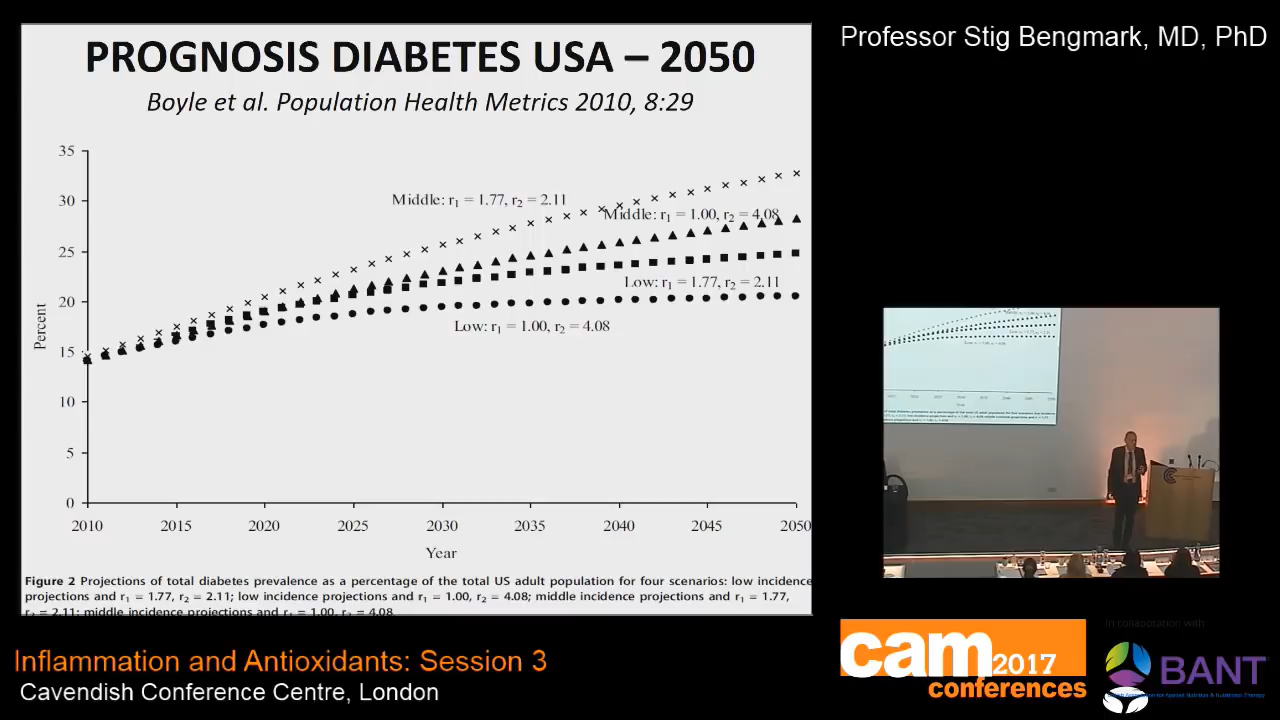 Professor Stig Bengmark, MD, PhD
PROGNOSIS DIABETES USA – 2050
Boyle et al. Population Health Metrics 2010, 8:29
35
30
25
20
15
10
5
0
Percent
Middle: r1 = 1.77, r2 = 2.11
Middle: r1 = 1.00, r2 = 4.08
Low: r1 = 1.77, r2 = 2.11
Low: r1 = 1.00, r2 = 4.08
2010 2015 2020 2025 2030 2035 2040 2045 2050
Year
Figure 2 Projections of total diabetes prevalence as a percentage of the total US adult population for four scenarios: low incidence
projections and r1 = 1.77, r2 = 2.11; low incidence projections and r1 = 1.00, r2 = 4.08; middle incidence projections and r1 = 1.77,
r2 = 2.11; middle incidence projections and r1 = 1.00, r2 = 4.08
Inflammation and Antioxidants: Session 3
Cavendish Conference Centre, London
cam 2017
conferences
In collaboration with
BANT